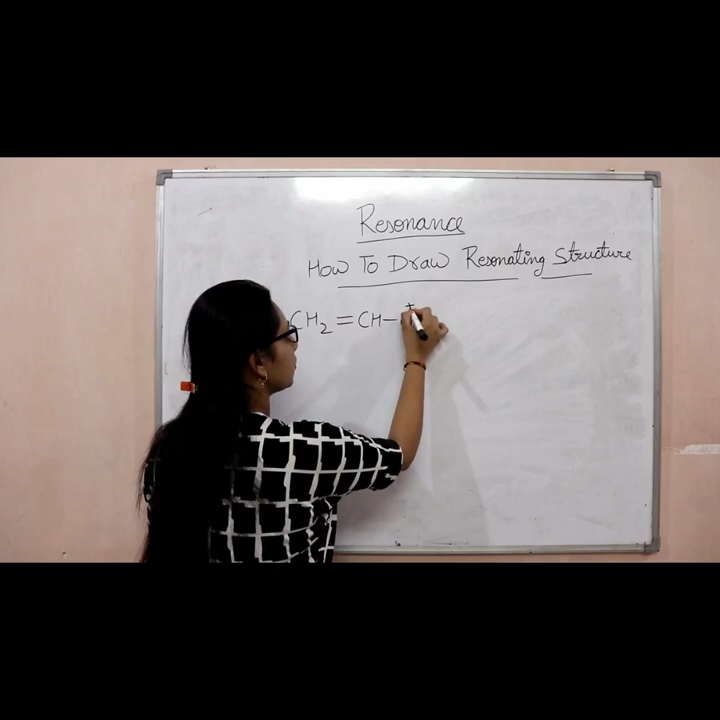 Resonance
How To Draw Resonating Structure
CH2 = CH –